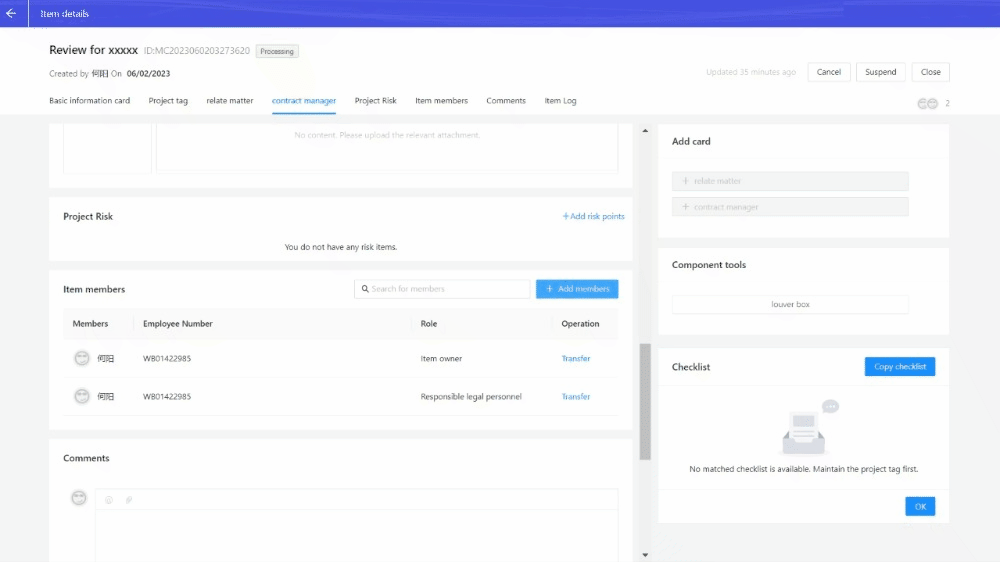 Item details
Review for xxxxx ID:MC2023060203273620 Processing
Created by 何阳 On 06/02/2023
Updated 35 minutes ago Cancel Suspend Close
Basic information card Project tag relate matter contract manager Project Risk Item members Comments Item Log
2
No content. Please upload the relevant attachment.
Project Risk +Add risk points
You do not have any risk items.
Item members Search for members + Add members
Members Employee Number Role Operation
何阳 WB01422985 Item owner Transfer
何阳 WB01422985 Responsible legal personnel Transfer
Comments
Add card
+ relate matter
+ contract manager
Component tools
louver box
Checklist Copy checklist
No matched checklist is available. Maintain the project tag first.
OK